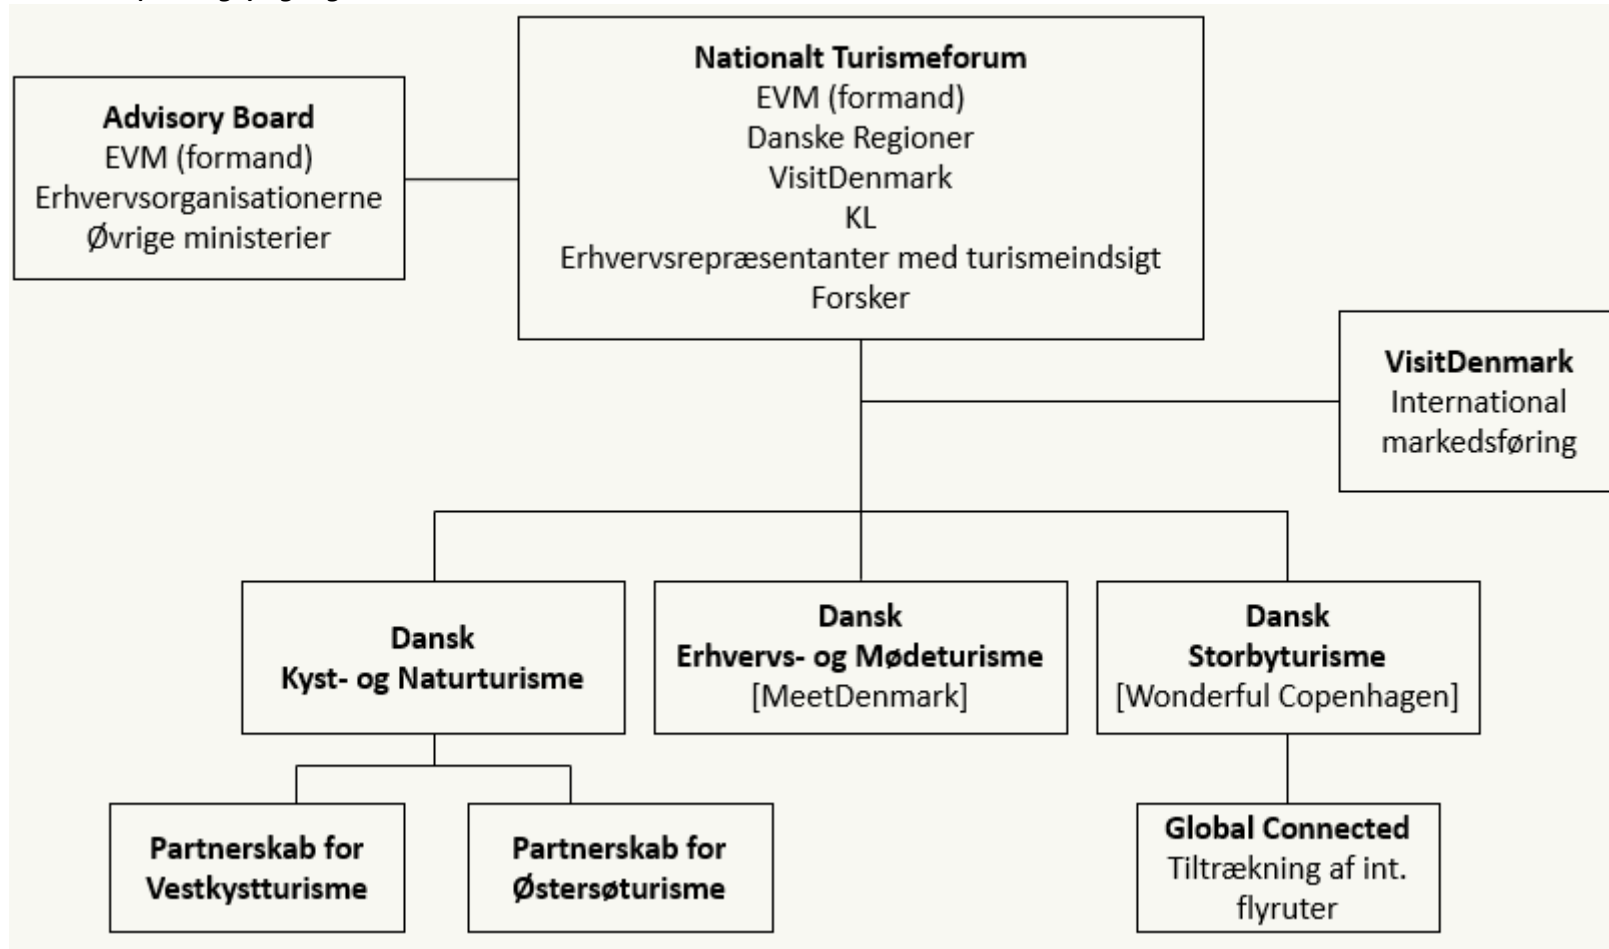 Nationalt Turismeforum
EVM (formand)
Danske Regioner
VisitDenmark
KL
Erhvervsrepræsentanter med turismeindsigt
Forsker
Advisory Board
EVM (formand)
Erhvervsorganisationerne
Øvrige ministerier
VisitDenmark
International
markedsføring
Dansk
Kyst- og Naturturisme
Dansk
Erhvervs- og Mødeturisme
[MeetDenmark]
Dansk
Storbyturisme
[Wonderful Copenhagen]
Partnerskab for
Vestkystturisme
Partnerskab for
Østersøturisme
Global Connected
Tiltrækning af int.
flyruter